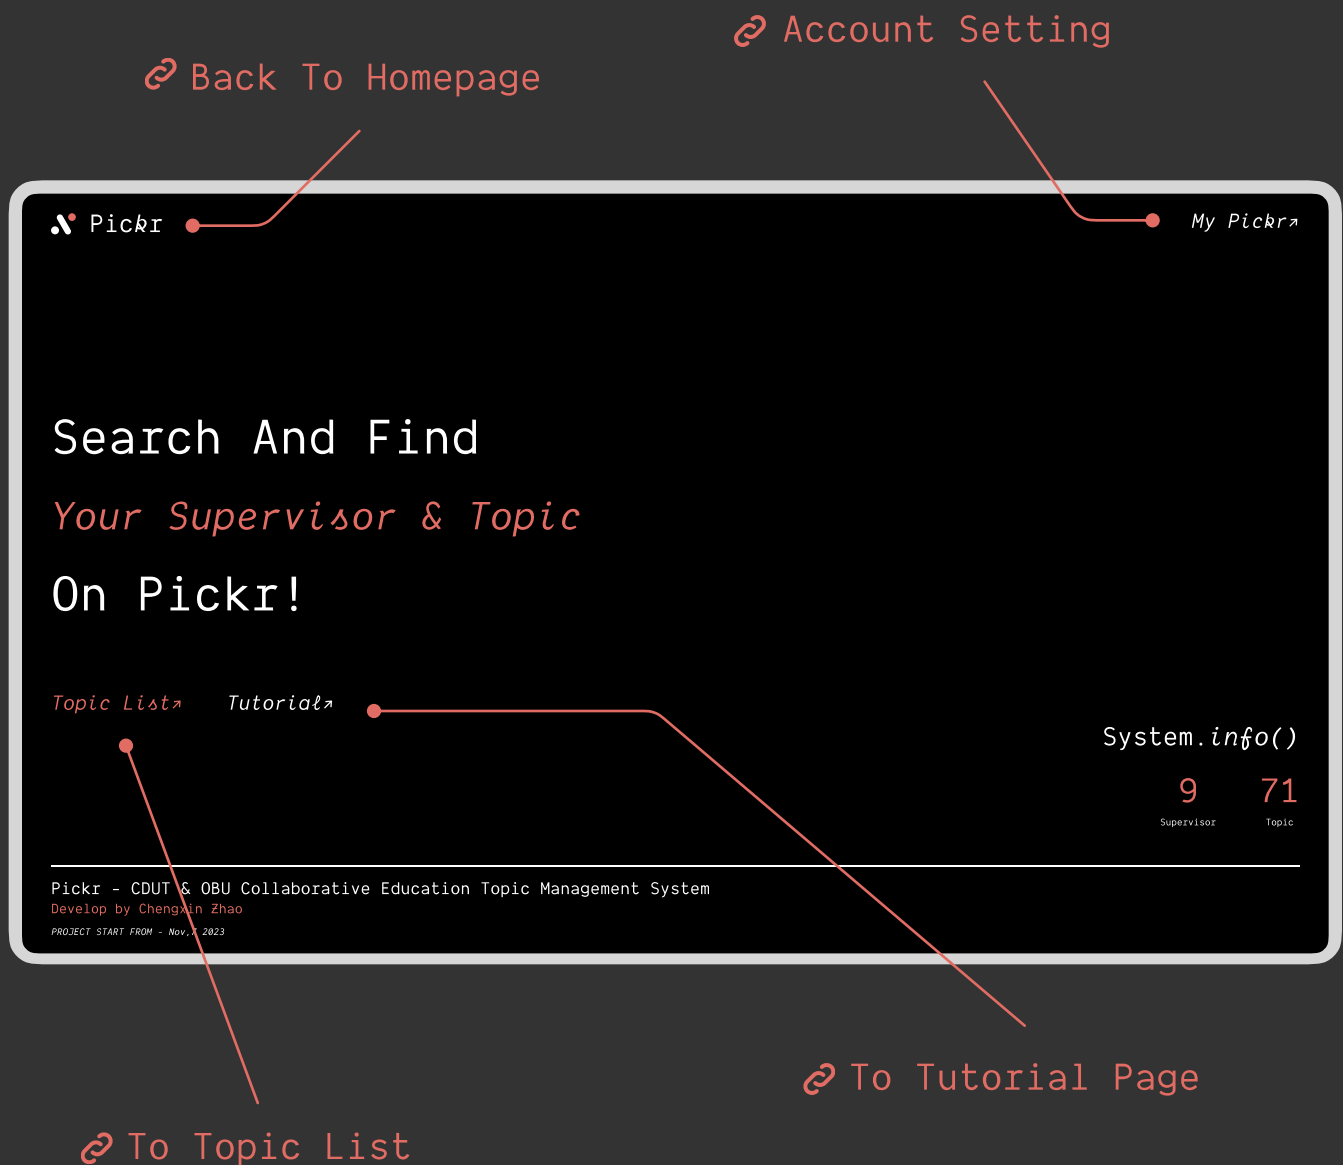 Account Setting
Back To Homepage
Pickr
My Pickr↗
Search And Find
Your Supervisor & Topic
On Pickr!
Topic List↗ Tutorial↗
System.info()
9 71
Supervisor Topic
Pickr - CDUT & OBU Collaborative Education Topic Management System
Develop by Chengxin Zhao
PROJECT START FROM - Nov,7 2023
To Tutorial Page
To Topic List